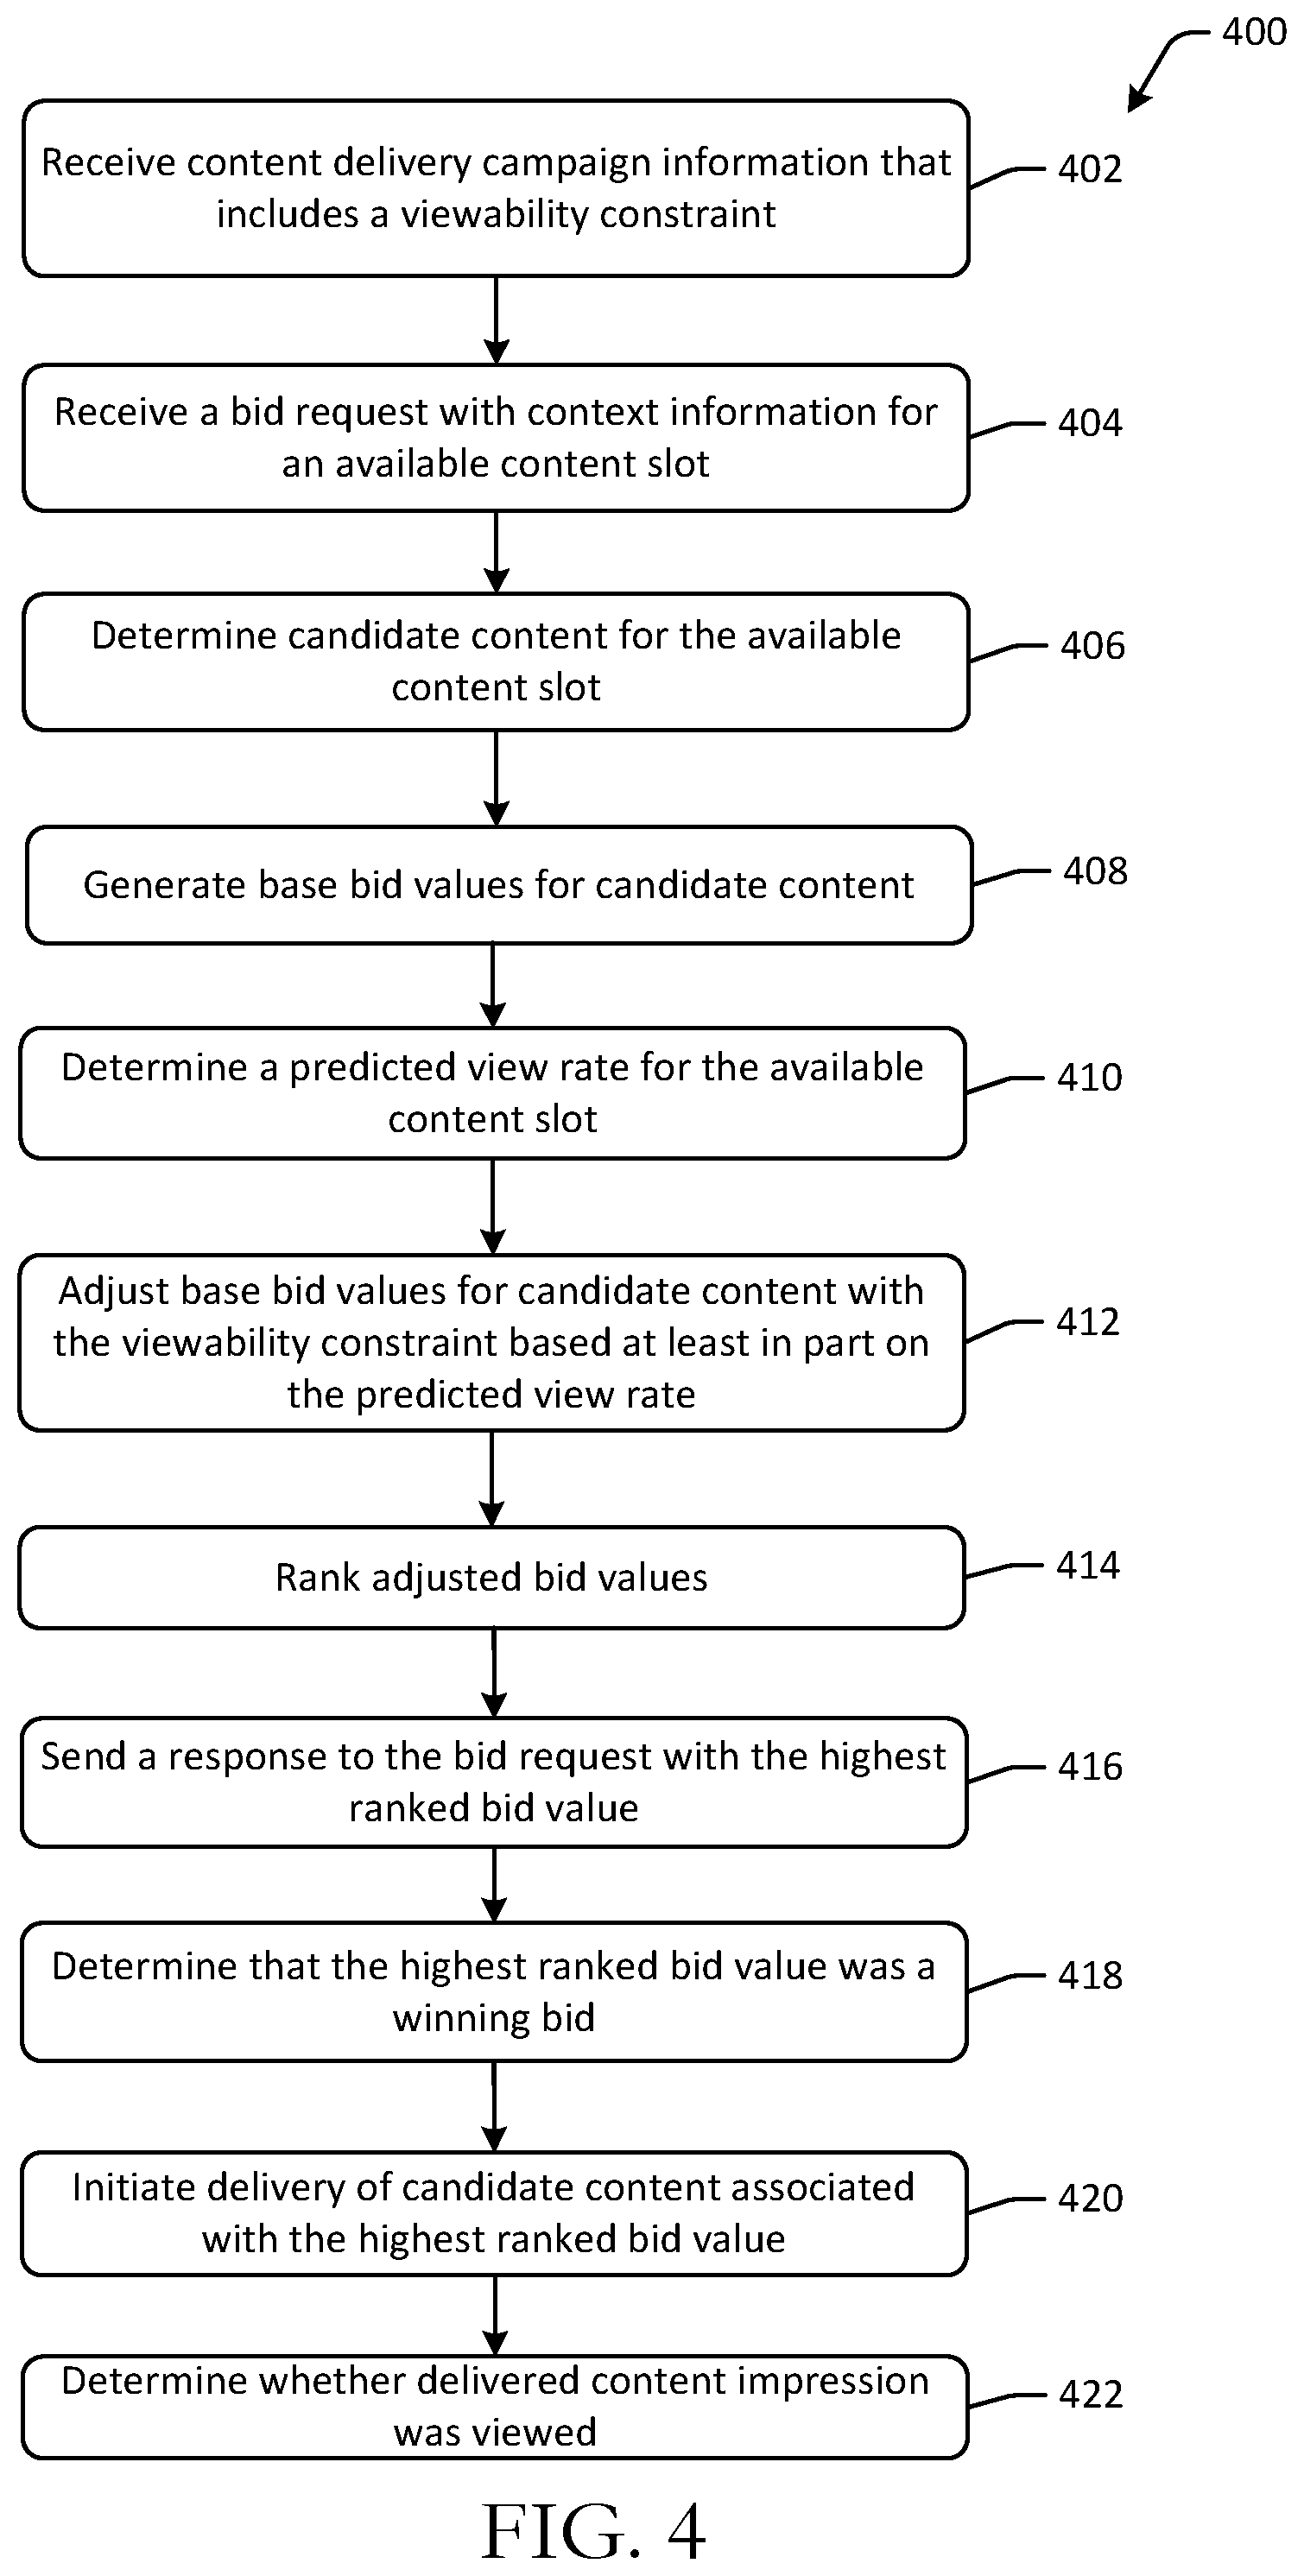 400
Receive content delivery campaign information that
includes a viewability constraint
402
Receive a bid request with context information for
an available content slot
404
Determine candidate content for the available
content slot
406
Generate base bid values for candidate content
408
Determine a predicted view rate for the available
content slot
410
Adjust base bid values for candidate content with
the viewability constraint based at least in part on
the predicted view rate
412
Rank adjusted bid values
414
Send a response to the bid request with the highest
ranked bid value
416
Determine that the highest ranked bid value was a
winning bid
418
Initiate delivery of candidate content associated
with the highest ranked bid value
420
Determine whether delivered content impression
was viewed
422
FIG. 4